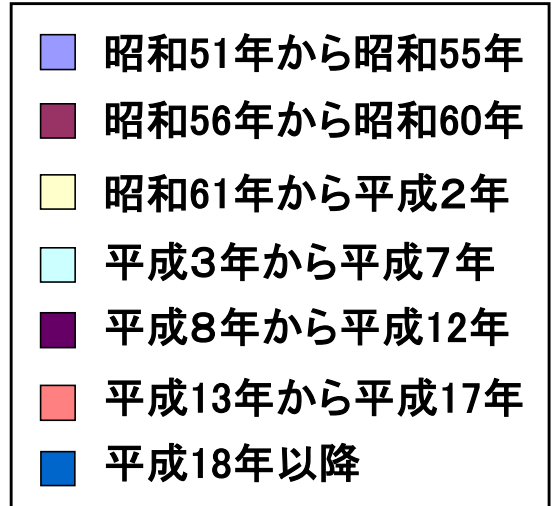 昭和51年から昭和55年
昭和56年から昭和60年
昭和61年から平成２年
平成３年から平成７年
平成８年から平成12年
平成13年から平成17年
平成18年以降